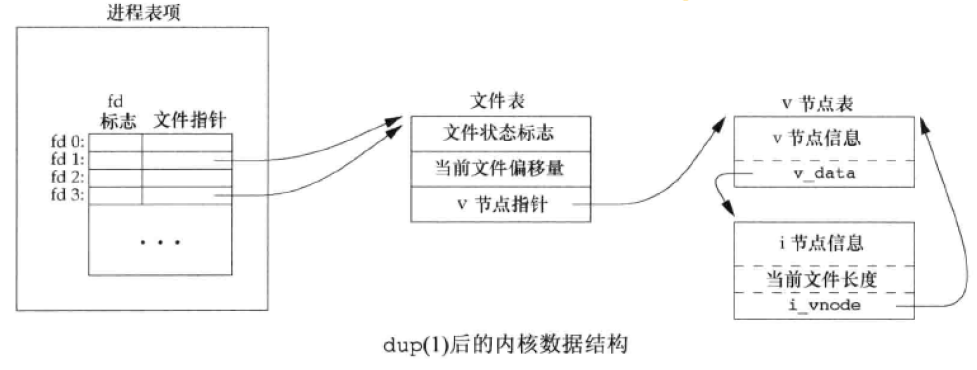 进程表项
fd
标志 文件指针
fd 0:
fd 1:
fd 2:
fd 3:
...
文件表
文件状态标志
当前文件偏移量
v 节点指针
v 节点表
v 节点信息
v_data
i 节点信息
当前文件长度
i_vnode
dup(1)后的内核数据结构